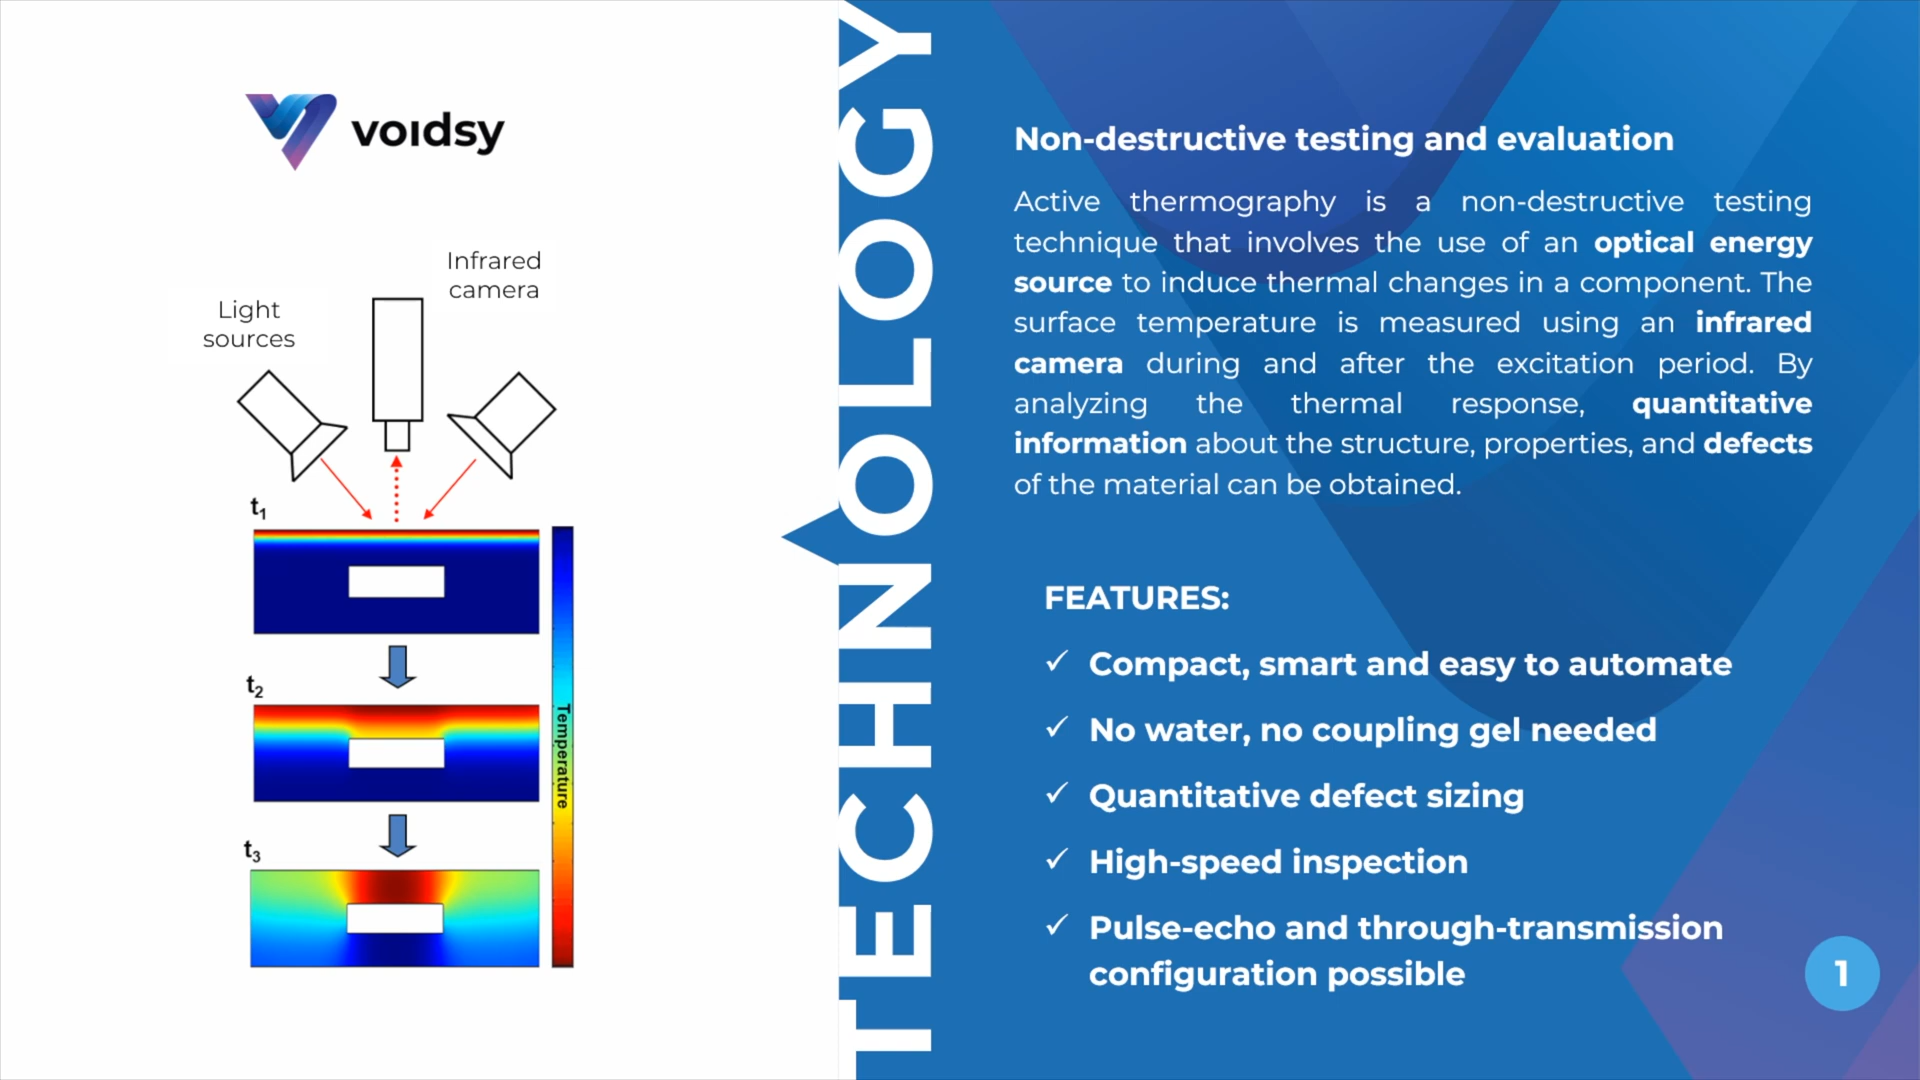 voidsy
Infrared
camera
Light
sources
t1
t2
t3
Temperature
TECHNOLOGY
Non-destructive testing and evaluation
Active thermography is a non-destructive testing
technique that involves the use of an optical energy
source to induce thermal changes in a component. The
surface temperature is measured using an infrared
camera during and after the excitation period. By
analyzing the thermal response, quantitative
information about the structure, properties, and defects
of the material can be obtained.
FEATURES:
✓ Compact, smart and easy to automate
✓ No water, no coupling gel needed
✓ Quantitative defect sizing
✓ High-speed inspection
✓ Pulse-echo and through-transmission
configuration possible
1